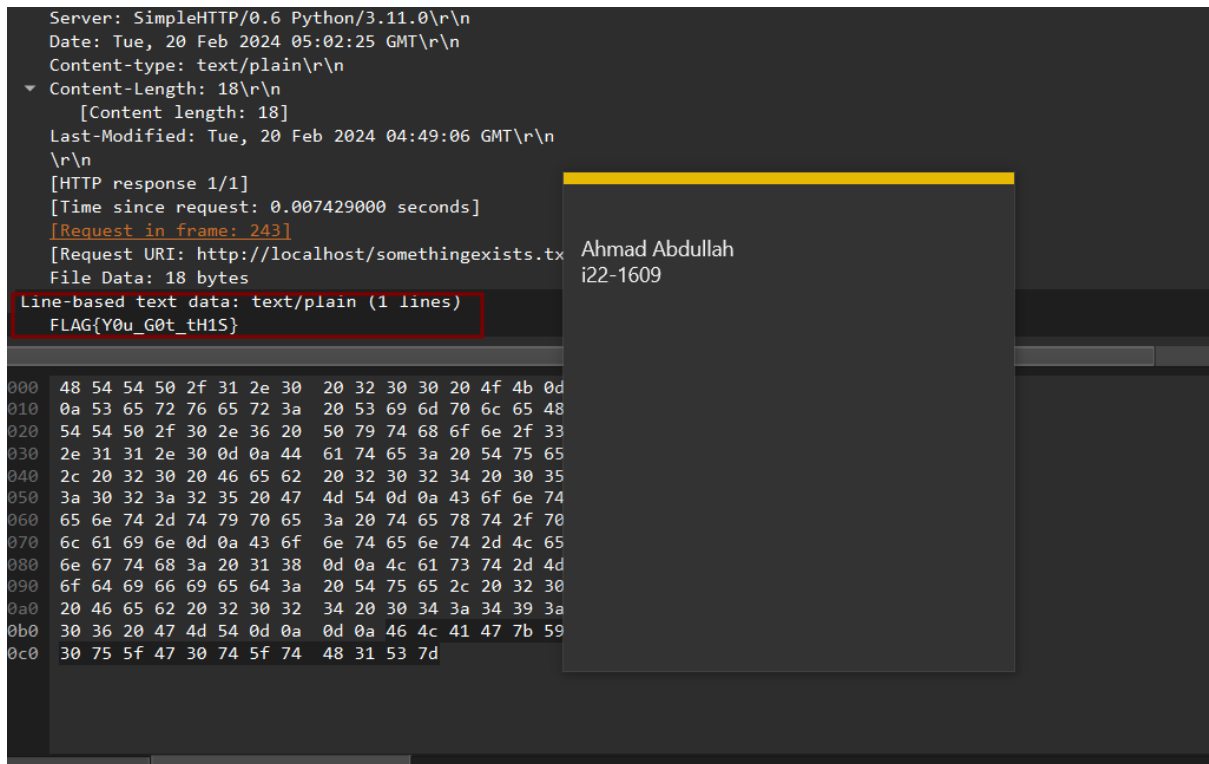 Server: SimpleHTTP/0.6 Python/3.11.0\r\n
Date: Tue, 20 Feb 2024 05:02:25 GMT\r\n
Content-type: text/plain\r\n
Content-Length: 18\r\n
[Content length: 18]
Last-Modified: Tue, 20 Feb 2024 04:49:06 GMT\r\n
\r\n
[HTTP response 1/1]
[Time since request: 0.007429000 seconds]
[Request in frame: 243]
[Request URI: http://localhost/somethingexists.tx
File Data: 18 bytes
Line-based text data: text/plain (1 lines)
FLAG{Y0u_G0t_tH1S}
Ahmad Abdullah
i22-1609
000 48 54 54 50 2f 31 2e 30 20 32 30 30 20 4f 4b 0d
010 0a 53 65 72 76 65 72 3a 20 53 69 6d 70 6c 65 48
020 54 54 50 2f 30 2e 36 20 50 79 74 68 6f 6e 2f 33
030 2e 31 31 2e 30 0d 0a 44 61 74 65 3a 20 54 75 65
040 2c 20 32 30 20 46 65 62 20 32 30 32 34 20 30 35
050 3a 30 32 3a 32 35 20 47 4d 54 0d 0a 43 6f 6e 74
060 65 6e 74 2d 74 79 70 65 3a 20 74 65 78 74 2f 70
070 6c 61 69 6e 0d 0a 43 6f 6e 74 65 6e 74 2d 4c 65
080 6e 67 74 68 3a 20 31 38 0d 0a 4c 61 73 74 2d 4d
090 6f 64 69 66 69 65 64 3a 20 54 75 65 2c 20 32 30
0a0 20 46 65 62 20 32 30 32 34 20 30 34 3a 34 39 3a
0b0 30 36 20 47 4d 54 0d 0a 0d 0a 46 4c 41 47 7b 59
0c0 30 75 5f 47 30 74 5f 74 48 31 53 7d